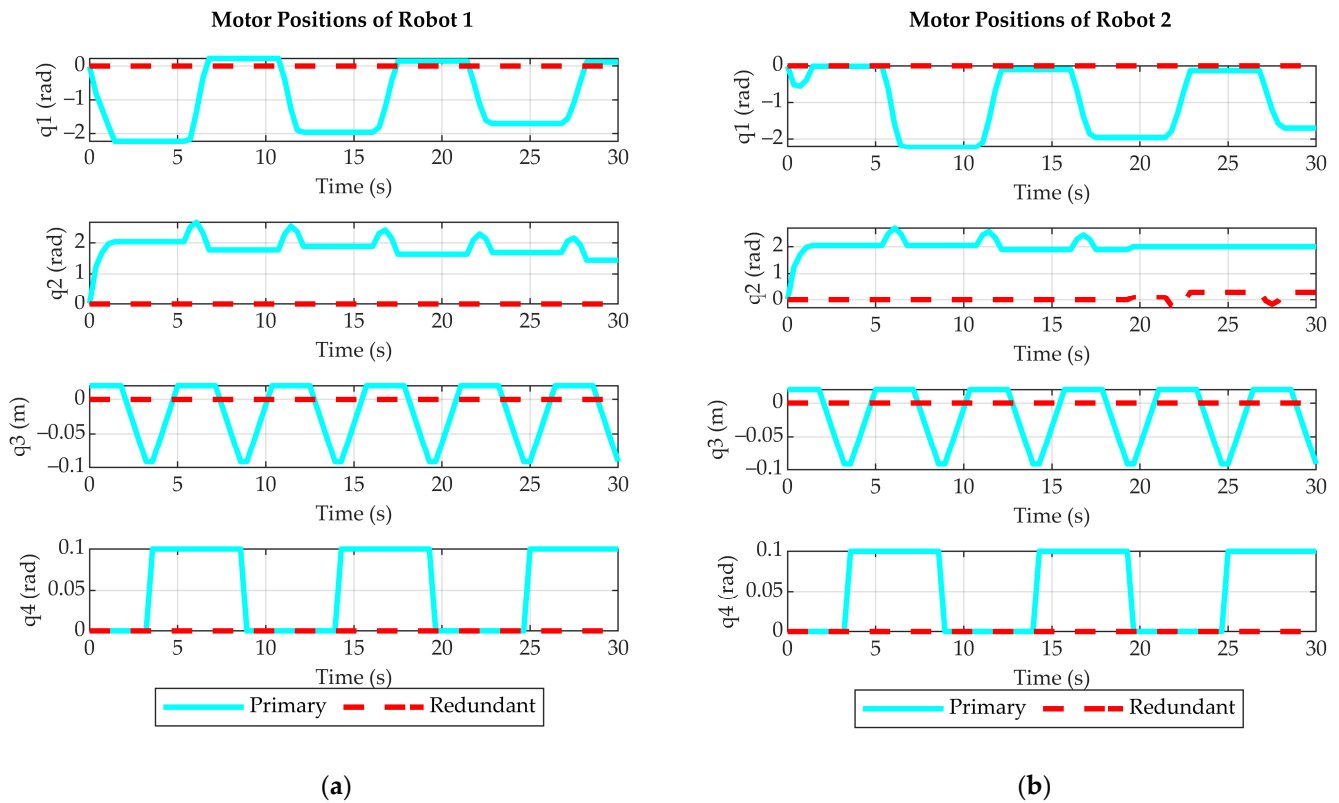 Motor Positions of Robot 1
q1 (rad)
0
−1
−2
0 5 10 15 20 25 30
Time (s)
q2 (rad)
2
1
0
0 5 10 15 20 25 30
Time (s)
q3 (m)
0
−0.05
−0.1
0 5 10 15 20 25 30
Time (s)
q4 (rad)
0.1
0.05
0
0 5 10 15 20 25 30
Time (s)
Primary Redundant
(a)
Motor Positions of Robot 2
q1 (rad)
0
−1
−2
0 5 10 15 20 25 30
Time (s)
q2 (rad)
2
1
0
0 5 10 15 20 25 30
Time (s)
q3 (m)
0
−0.05
−0.1
0 5 10 15 20 25 30
Time (s)
q4 (rad)
0.1
0.05
0
0 5 10 15 20 25 30
Time (s)
Primary Redundant
(b)